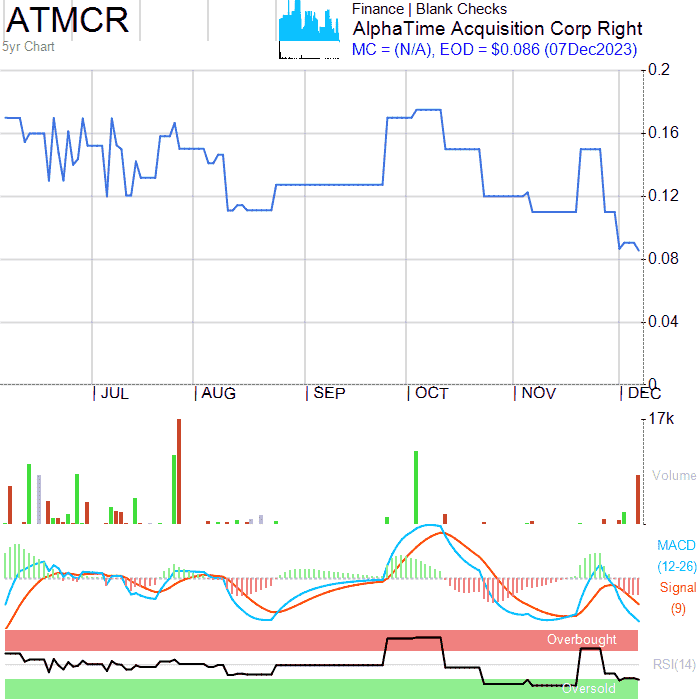 ATMCR
5yr Chart
Finance | Blank Checks
AlphaTime Acquisition Corp Right
MC = (N/A), EOD = $0.086 (07Dec2023)
0.2
0.16
0.12
0.08
0.04
0
JUL AUG SEP OCT NOV DEC
17k
Volume
MACD
(12-26)
Signal
(9)
Overbought
RSI(14)
Oversold